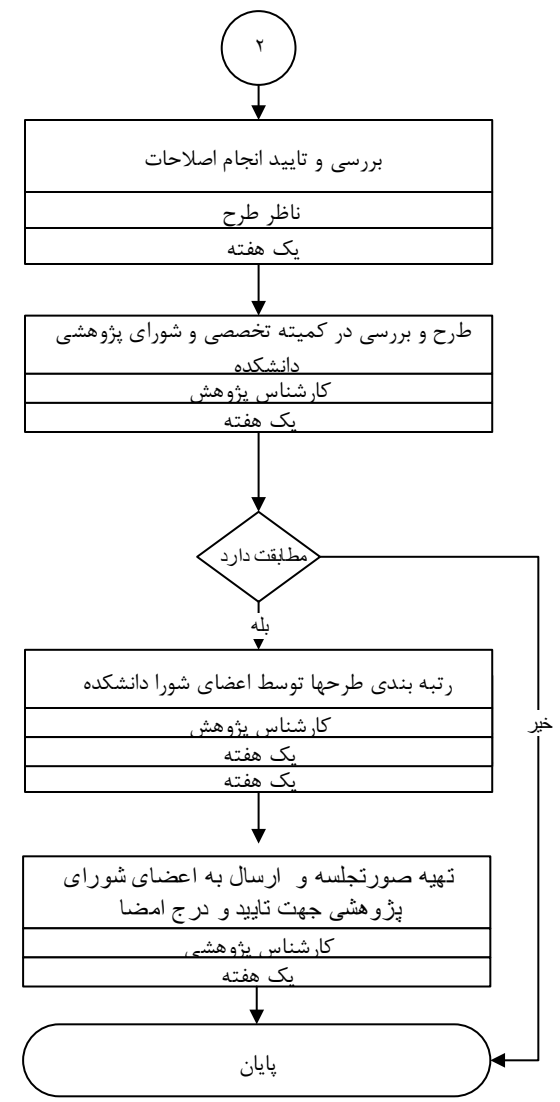 ۲
بررسی و تایید انجام اصلاحات
ناظر طرح
یک هفته
طرح و بررسی در کمیته تخصصی و شورای پژوهشی
دانشکده
کارشناس پژوهش
یک هفته
مطابقت دارد
بله
رتبه بندی طرحها توسط اعضای شورا دانشکده
کارشناس پژوهش
یک هفته
یک هفته
خیر
تهیه صورتجلسه و ارسال به اعضای شورای
پژوهشی جهت تایید و درج امضا
کارشناس پژوهشی
یک هفته
پایان